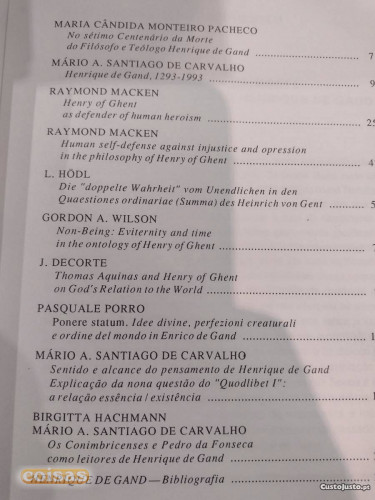 MARIA CÂNDIDA MONTEIRO PACHECO
No sétimo Centenário da Morte
do Filósofo e Teólogo Henrique de Gand .................... 7
MÁRIO A. SANTIAGO DE CARVALHO
Henrique de Gand, 1293-1993 .................... 9
RAYMOND MACKEN
Henry of Ghent
as defender of human heroism .................... 25
RAYMOND MACKEN
Human self-defense against injustice and opression
in the philosophy of Henry of Ghent ....................
L. HÖDL
Die "doppelte Wahrheit" vom Unendlichen in den
Quaestiones ordinariae (Summa) des Heinrich von Gent ..........
GORDON A. WILSON
Non-Being: Eviternity and time
in the ontology of Henry of Ghent ....................
J. DECORTE
Thomas Aquinas and Henry of Ghent
on God's Relation to the World ....................
PASQUALE PORRO
Ponere statum. Idee divine, perfezioni creaturali
e ordine del mondo in Enrico de Gand ....................
MÁRIO A. SANTIAGO DE CARVALHO
Sentido e alcance do pensamento de Henrique de Gand
Explicação da nona questão do "Quodlibet I":
a relação essência / existência ....................
BIRGITTA HACHMANN
MÁRIO A. SANTIAGO DE CARVALHO
Os Conimbricenses e Pedro da Fonseca
como leitores de Henrique de Gand ....................
HENRIQUE DE GAND — Bibliografia ....................
coisas
CustoJusto.pt